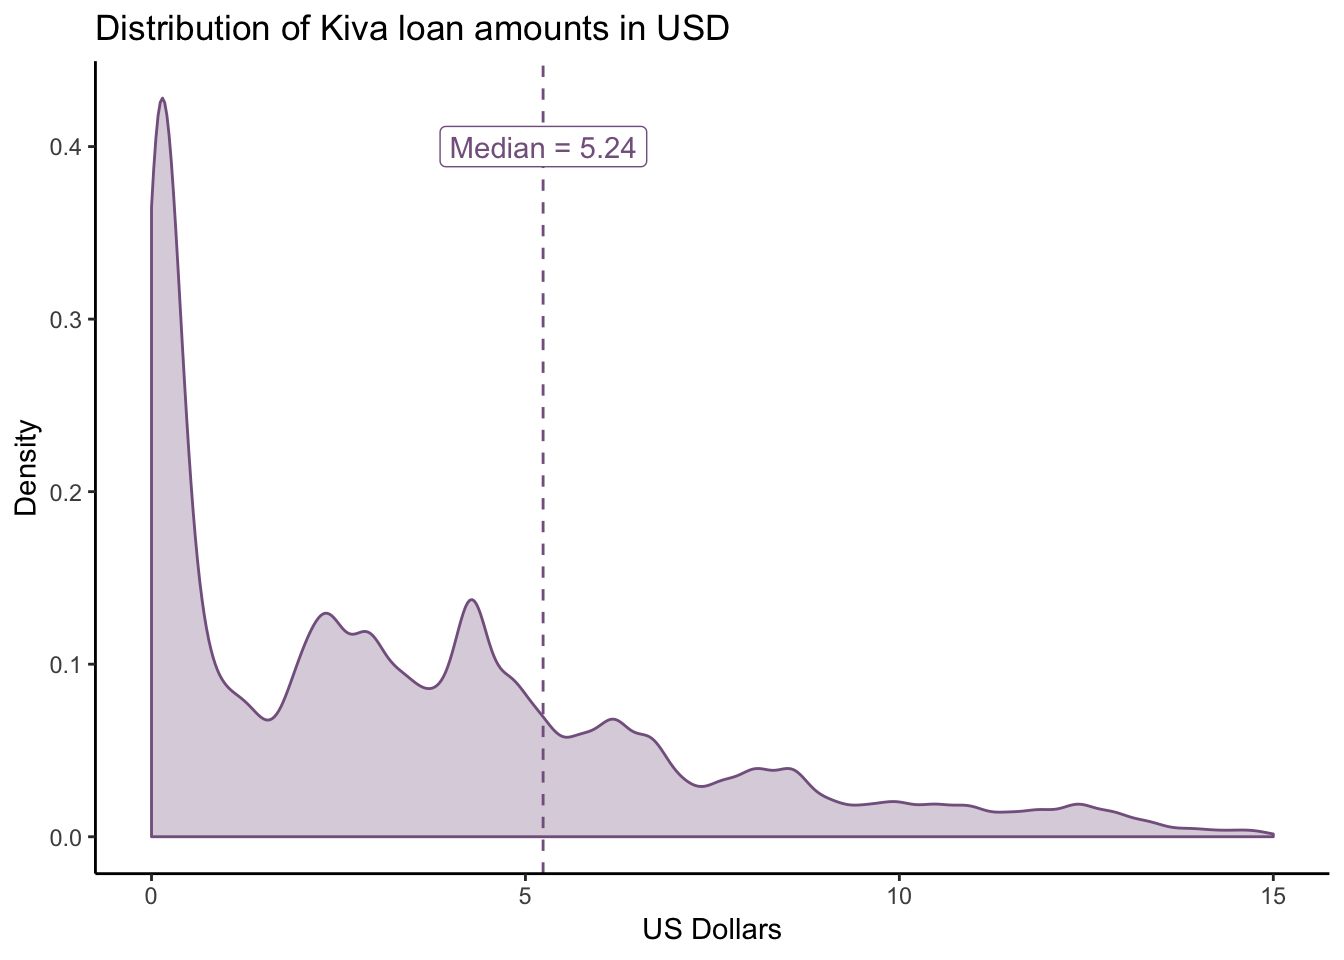 Distribution of Kiva loan amounts in USD
Median = 5.24
0.4
0.3
0.2
0.1
0.0
Density
0
5
10
15
US Dollars